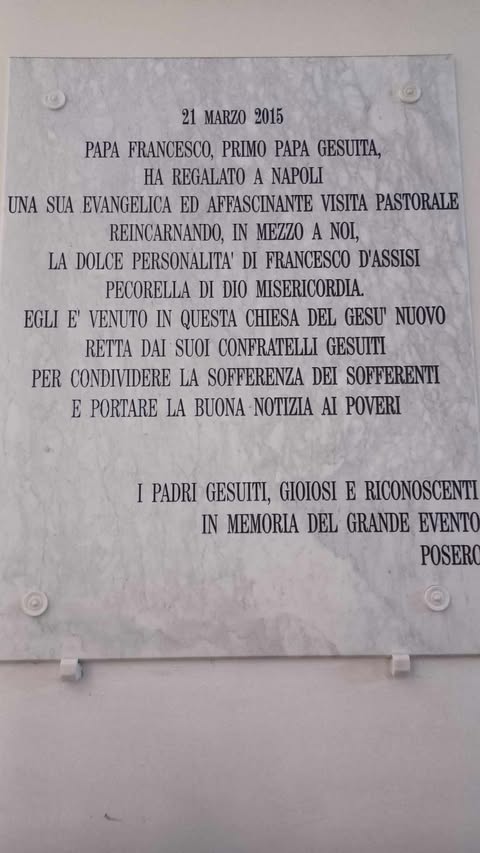 21 MARZO 2015
PAPA FRANCESCO, PRIMO PAPA GESUITA,
HA REGALATO A NAPOLI
UNA SUA EVANGELICA ED AFFASCINANTE VISITA PASTORALE
REINCARNANDO, IN MEZZO A NOI,
LA DOLCE PERSONALITA' DI FRANCESCO D'ASSISI
PECORELLA DI DIO MISERICORDIA.
EGLI E' VENUTO IN QUESTA CHIESA DEL GESU' NUOVO
RETTA DAI SUOI CONFRATELLI GESUITI
PER CONDIVIDERE LA SOFFERENZA DEI SOFFERENTI
E PORTARE LA BUONA NOTIZIA AI POVERI
I PADRI GESUITI, GIOIOSI E RICONOSCENTI
IN MEMORIA DEL GRANDE EVENTO
POSERO